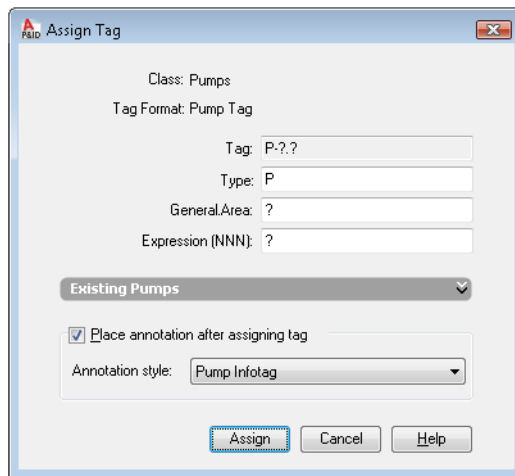 P&ID Assign Tag
Class: Pumps
Tag Format: Pump Tag
Tag: P-?.?
Type: P
General.Area: ?
Expression (NNN): ?
Existing Pumps
Place annotation after assigning tag
Annotation style: Pump Infotag
Assign Cancel Help